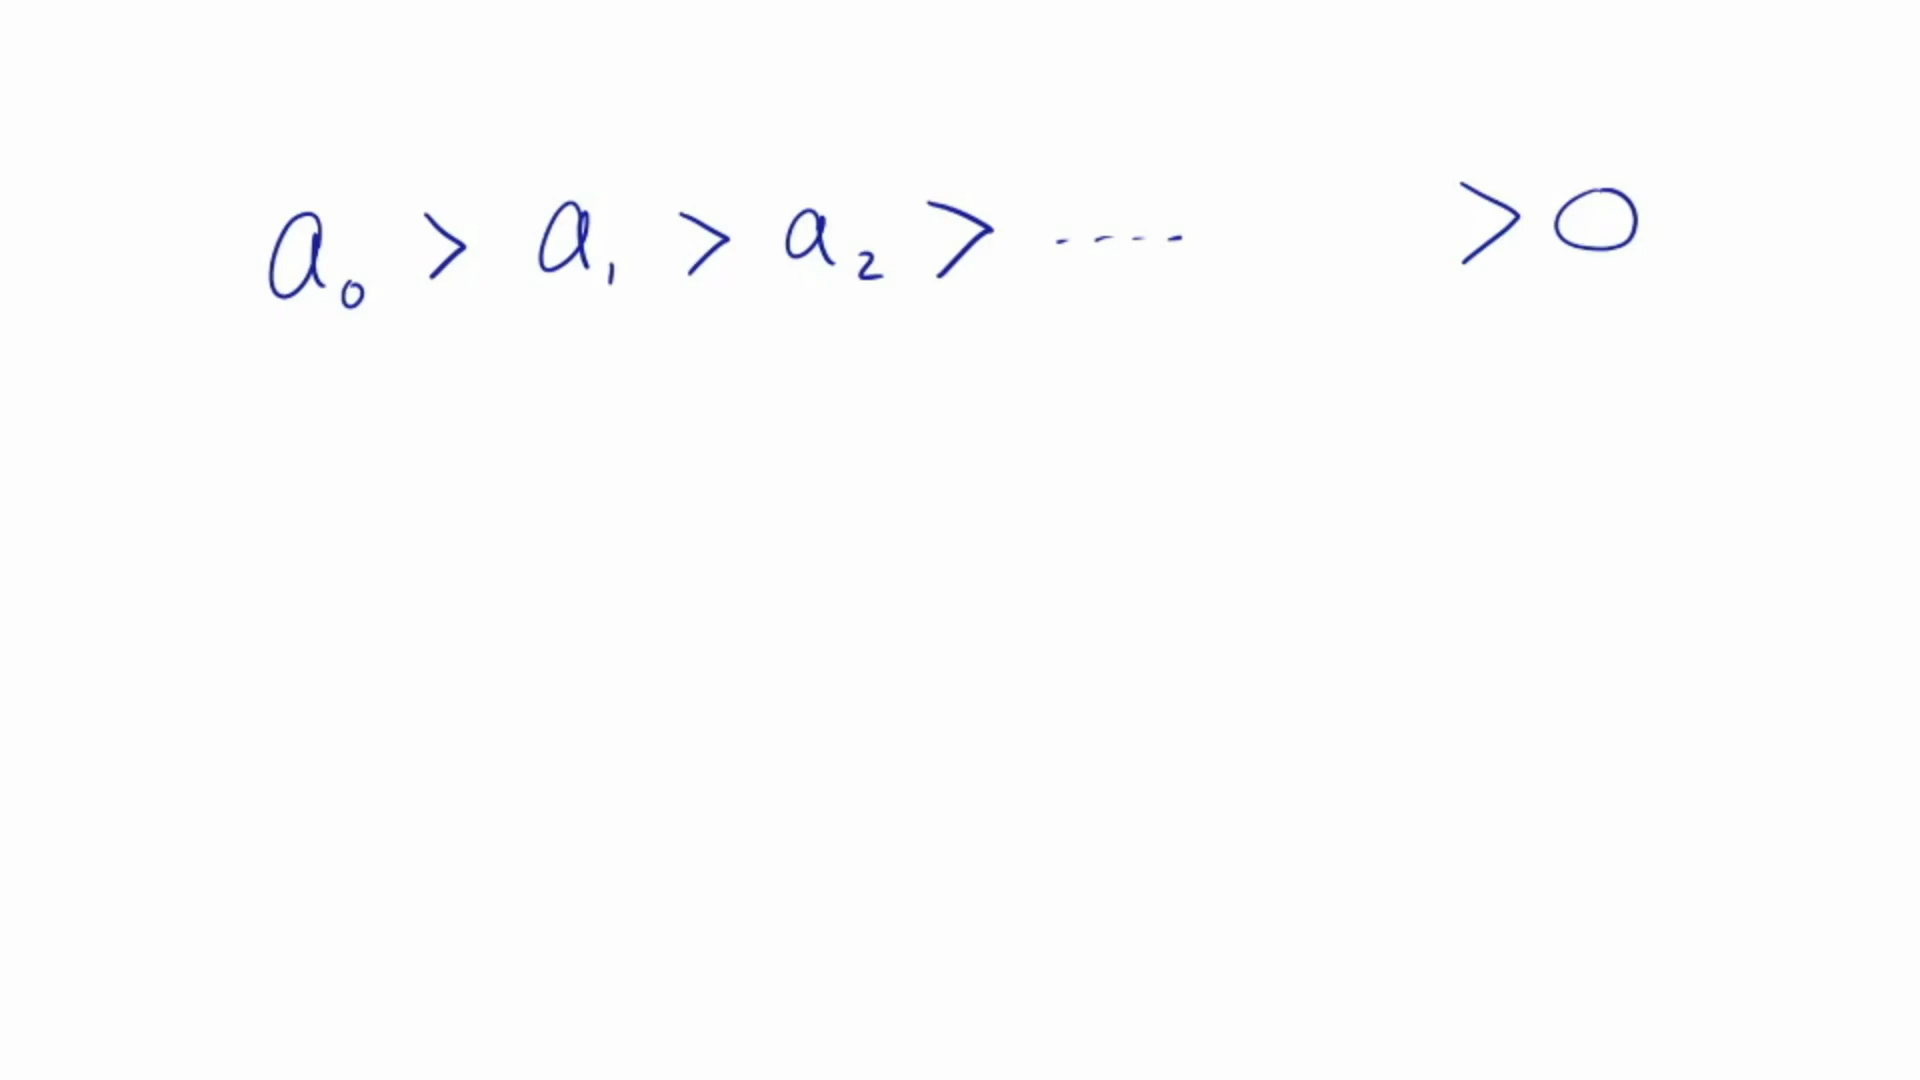 a₀ > a₁ > a₂ > ---- > 0